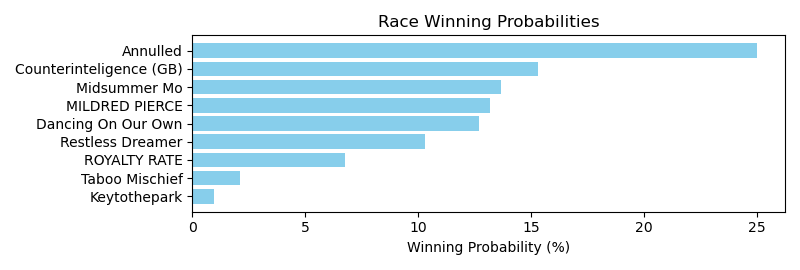 Race Winning Probabilities
Annulled
Counterinteligence (GB)
Midsummer Mo
MILDRED PIERCE
Dancing On Our Own
Restless Dreamer
ROYALTY RATE
Taboo Mischief
Keytothepark
0 5 10 15 20 25
Winning Probability (%)